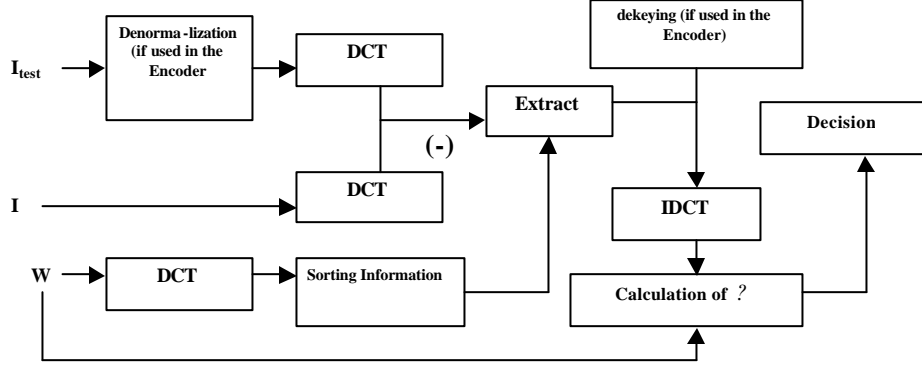 dekeying (if used in the
Encoder)
Denorma -lization
(if used in the
Encoder
DCT
I_test
Extract
Decision
(-)
DCT
I
IDCT
W
DCT
Sorting Information
Calculation of ?